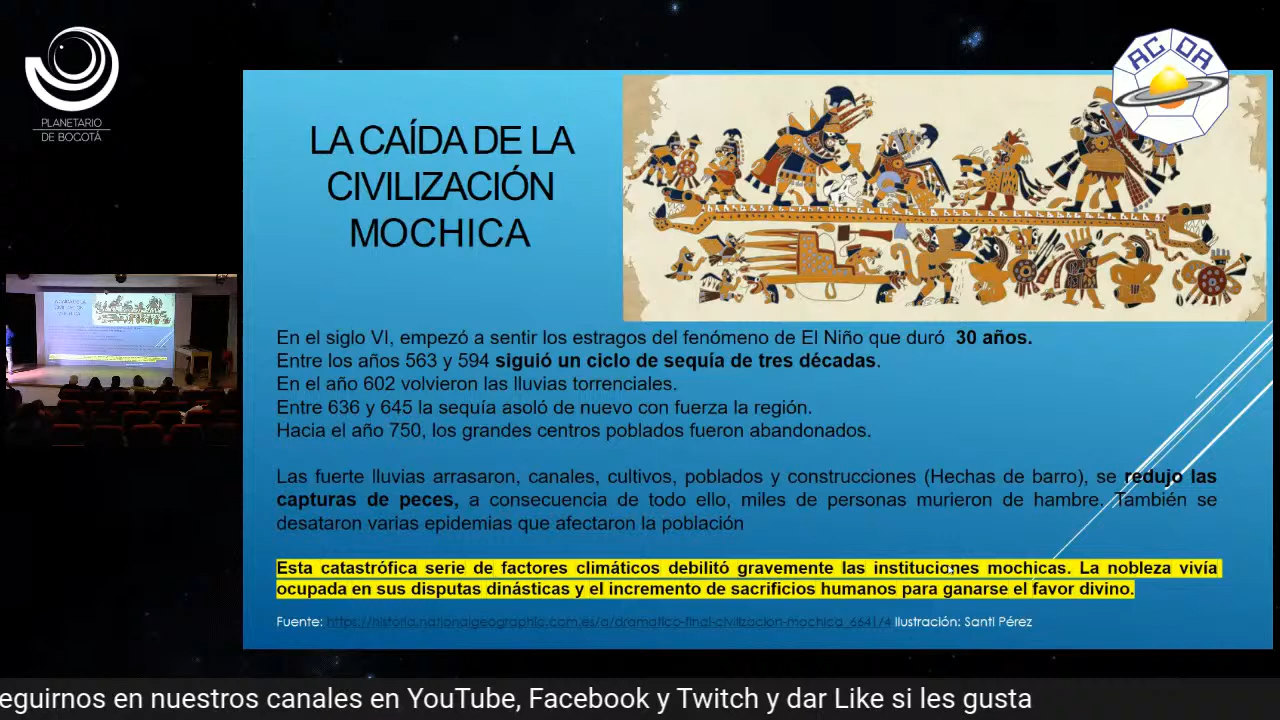 PLANETARIO
DE BOGOTÁ
ACDA
LA CAÍDA DE LA
CIVILIZACIÓN
MOCHICA
En el siglo VI, empezó a sentir los estragos del fenómeno de El Niño que duró 30 años.
Entre los años 563 y 594 siguió un ciclo de sequía de tres décadas.
En el año 602 volvieron las lluvias torrenciales.
Entre 636 y 645 la sequía asoló de nuevo con fuerza la región.
Hacia el año 750, los grandes centros poblados fueron abandonados.
Las fuerte lluvias arrasaron, canales, cultivos, poblados y construcciones (Hechas de barro), se redujo las
capturas de peces, a consecuencia de todo ello, miles de personas murieron de hambre. También se
desataron varias epidemias que afectaron la población
Esta catastrófica serie de factores climáticos debilitó gravemente las instituciones mochicas. La nobleza vivía
ocupada en sus disputas dinásticas y el incremento de sacrificios humanos para ganarse el favor divino.
Fuente: https://historia.nationalgeographic.com.es/a/dramatico-final-civilizacion-mochica_6641/4 Ilustración: Santi Pérez
eguirnos en nuestros canales en YouTube, Facebook y Twitch y dar Like si les gusta